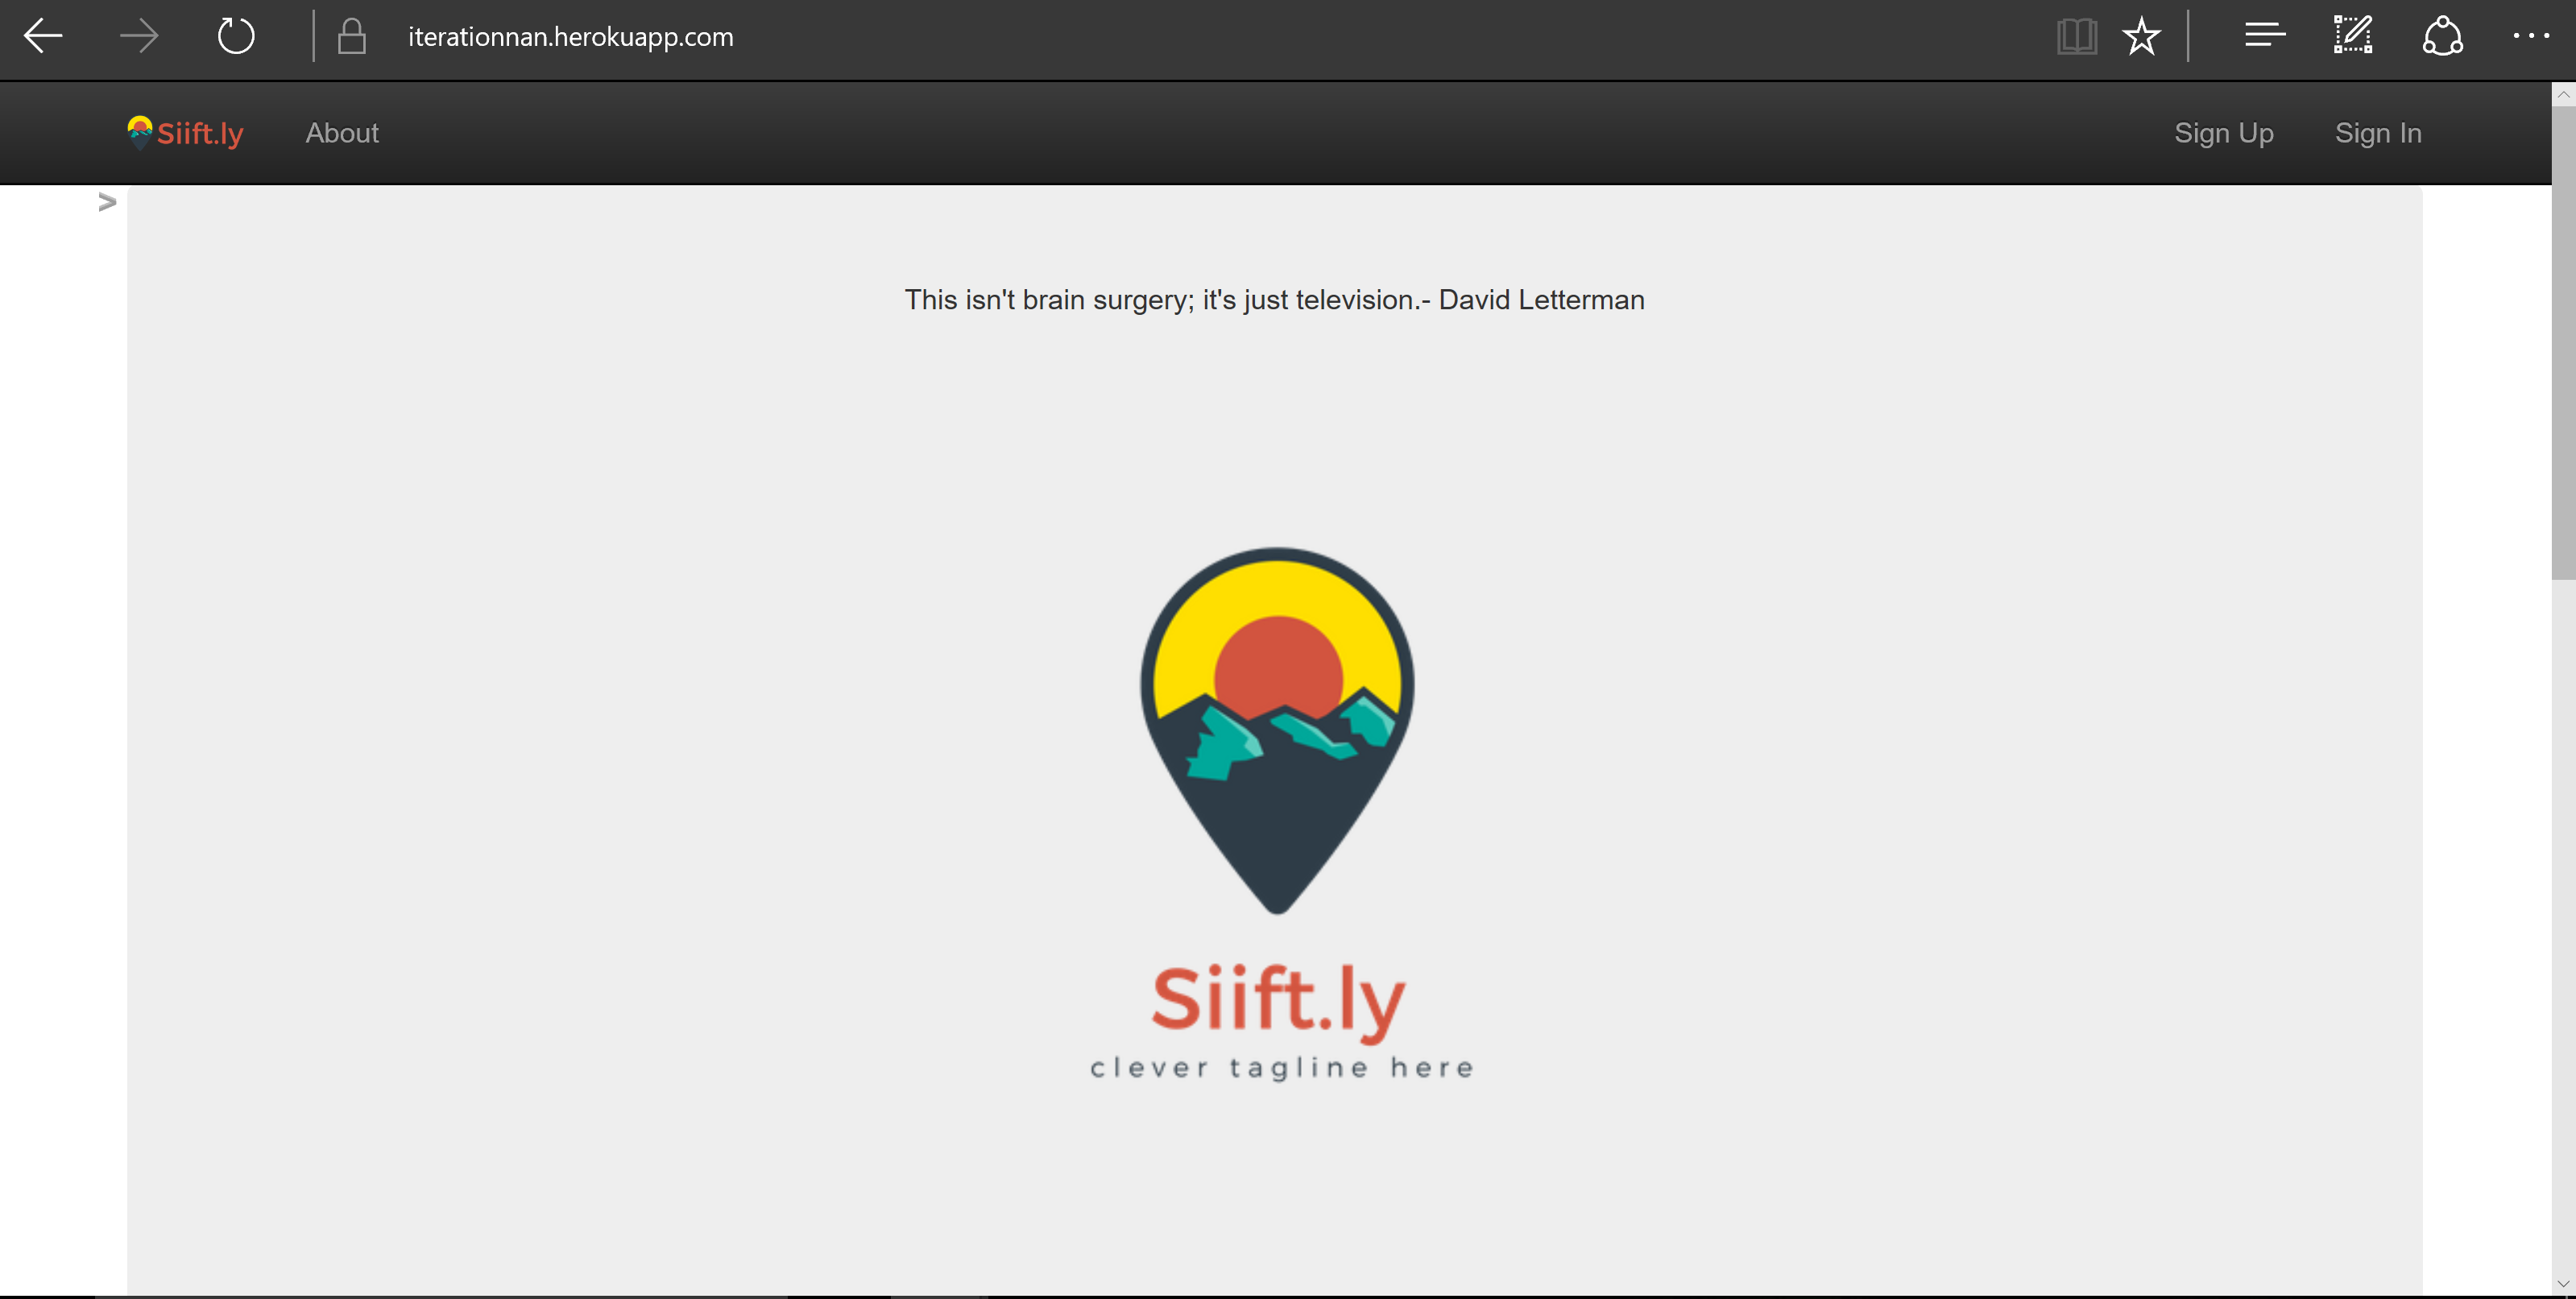 iterationnan.herokuapp.com
Siift.ly About Sign Up Sign In
>
This isn't brain surgery; it's just television.- David Letterman
Siift.ly
clever tagline here